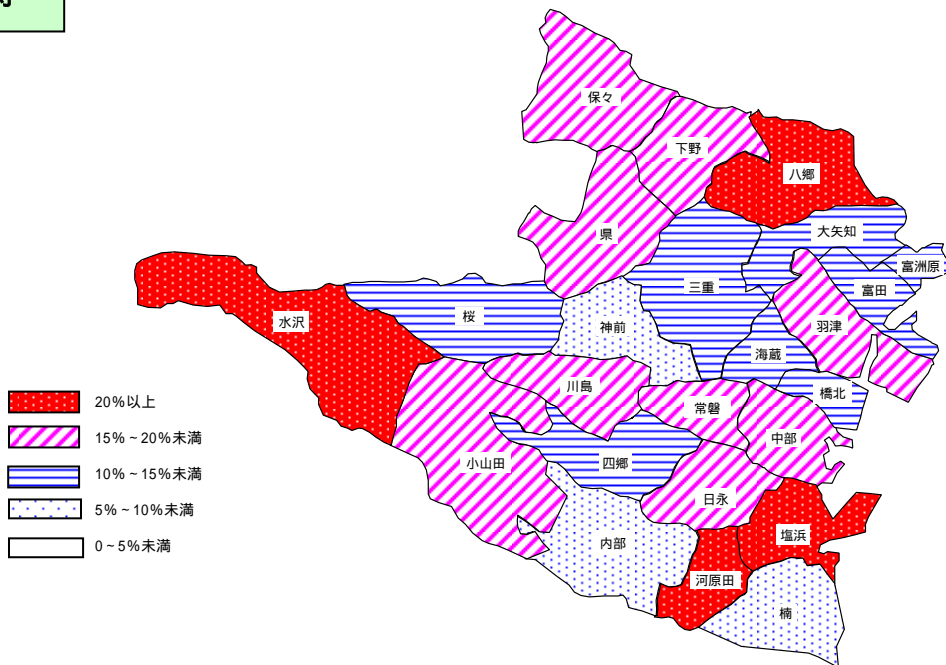 保々
下野
八郷
県
大矢知
富洲原
三重
富田
水沢
桜
神前
羽津
海蔵
川島
橋北
常磐
中部
小山田
四郷
日永
内部
塩浜
河原田
楠
20%以上
15%~20%未満
10%~15%未満
5%~10%未満
0~5%未満